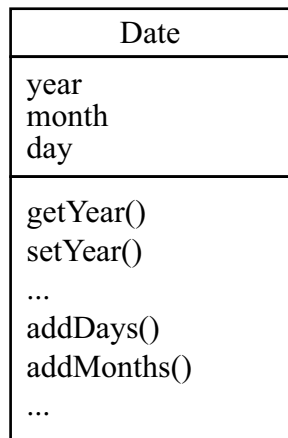 Date
year
month
day
getYear()
setYear()
...
addDays()
addMonths()
...